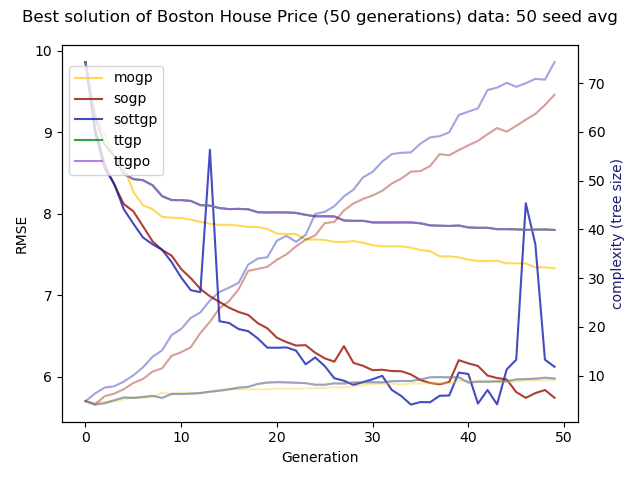 Best solution of Boston House Price (50 generations) data: 50 seed avg
10
9
8
7
6
RMSE
mogp
sogp
sottgp
ttgp
ttgpo
70
60
50
40
30
20
10
complexity (tree size)
0
10
20
30
40
50
Generation